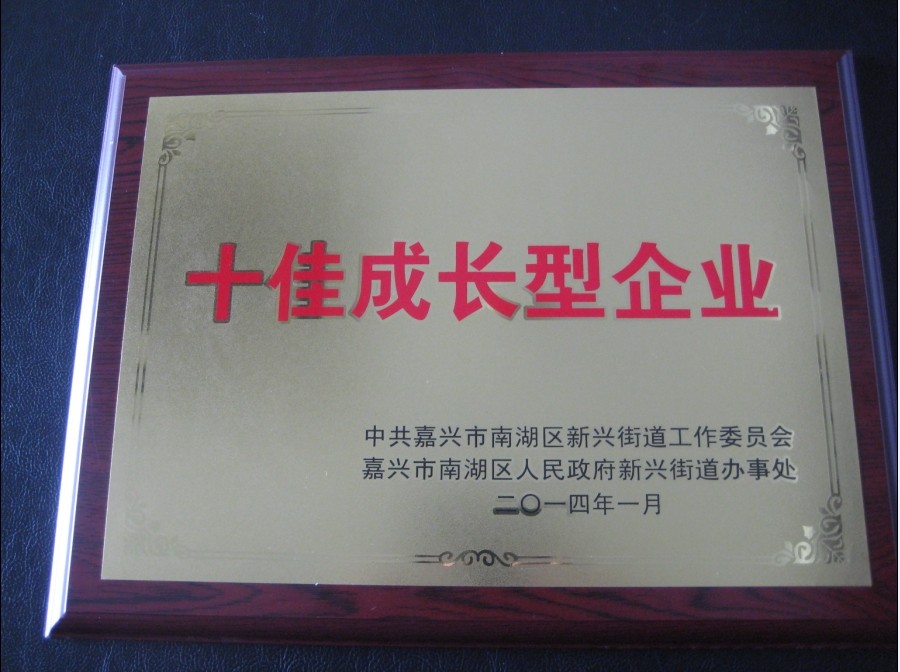 十佳成长型企业
中共嘉兴市南湖区新兴街道工作委员会
嘉兴市南湖区人民政府新兴街道办事处
二〇一四年一月